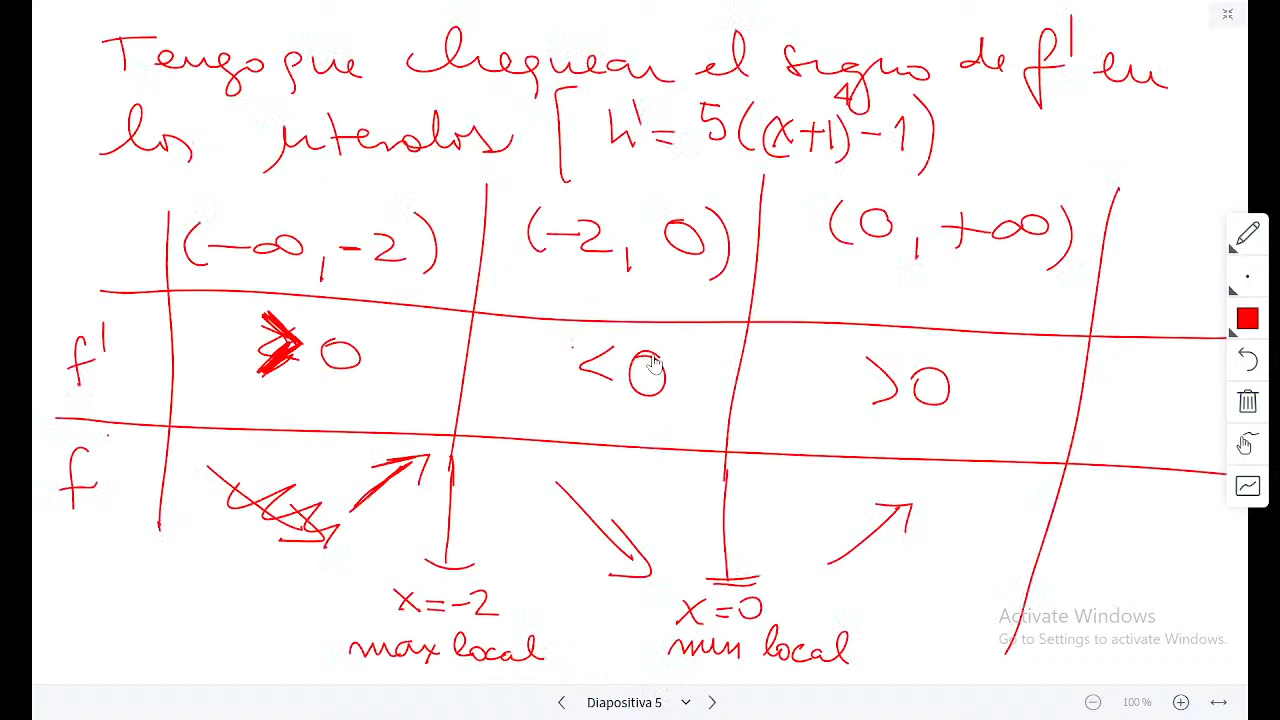 Tengo que chequear el signo de f' en
los intervalos [ h' = 5((x+1)⁴ - 1)
(-∞, -2) (-2, 0) (0, +∞)
f' > 0 < 0 > 0
f
x = -2 x = 0
max local min local
Activate Windows
Go to Settings to activate Windows.
Diapositiva 5
100 %